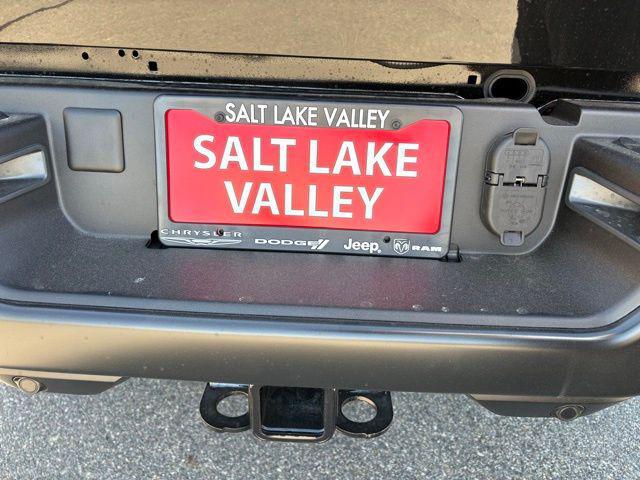 SALT LAKE VALLEY
SALT LAKE
VALLEY
CHRYSLER DODGE Jeep RAM